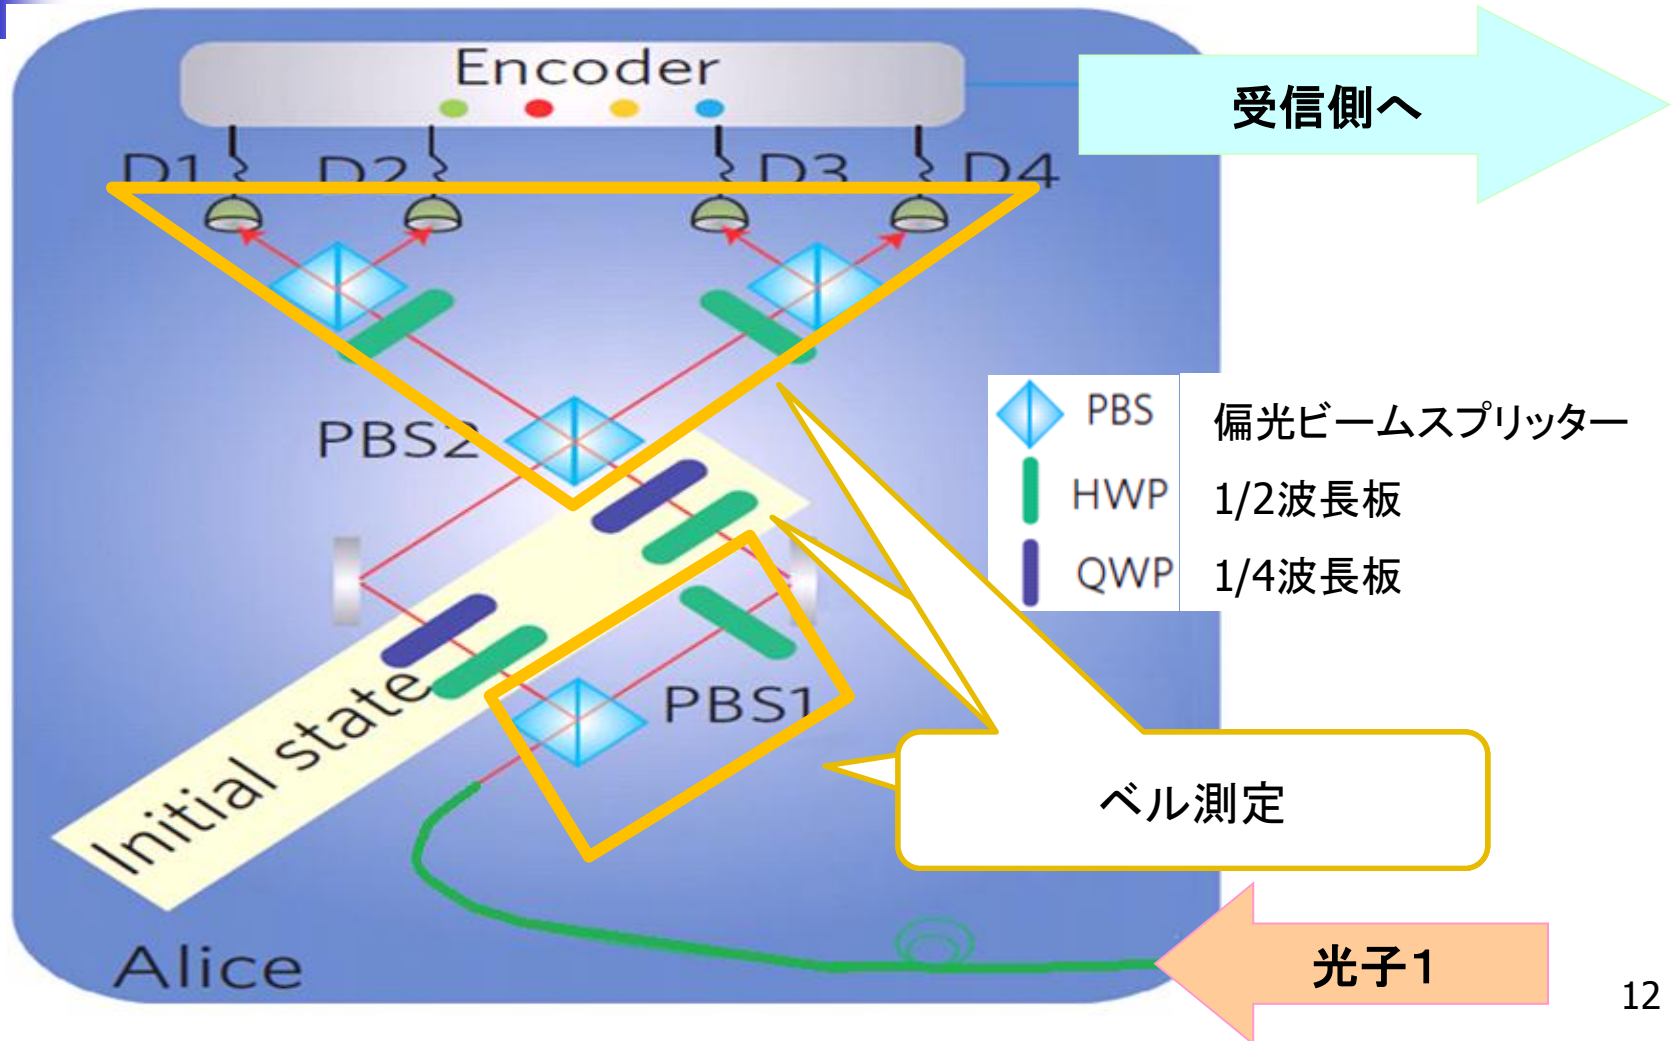 Encoder
受信側へ
D1 D2 D3 D4
PBS2
PBS 偏光ビームスプリッター
HWP 1/2波長板
QWP 1/4波長板
Initial state
PBS1
ベル測定
Alice
光子1
12